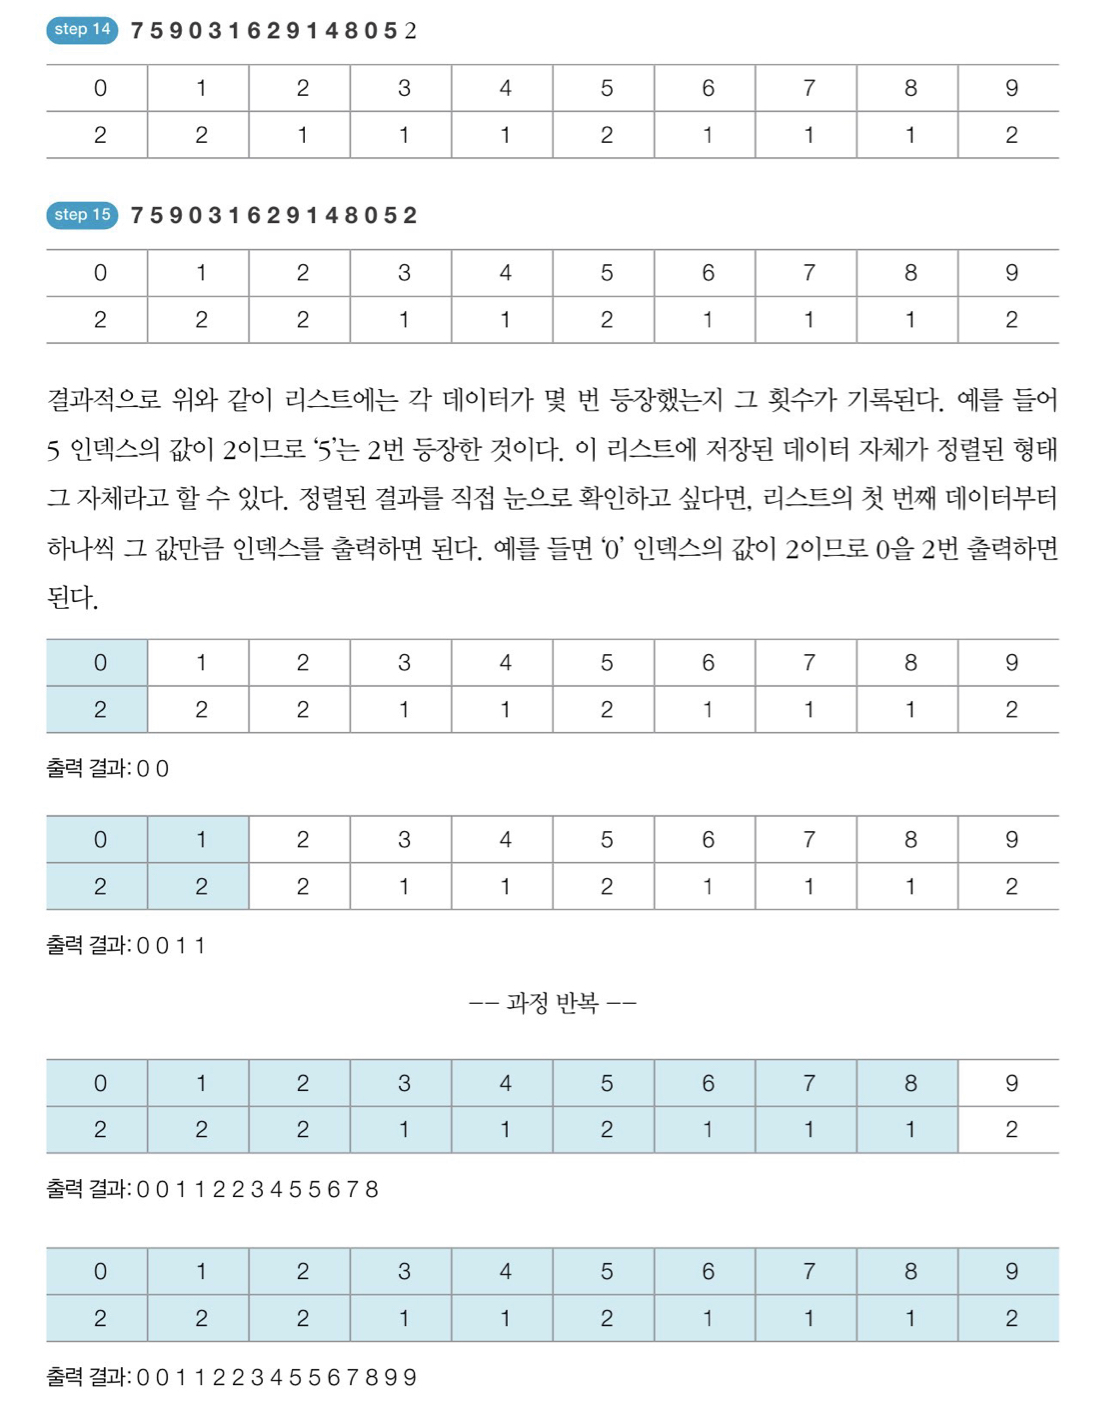 step 14 7 5 9 0 3 1 6 2 9 1 4 8 0 5 2
0 1 2 3 4 5 6 7 8 9
2 2 1 1 1 2 1 1 1 2
step 15 7 5 9 0 3 1 6 2 9 1 4 8 0 5 2
0 1 2 3 4 5 6 7 8 9
2 2 2 1 1 2 1 1 1 2
결과적으로 위와 같이 리스트에는 각 데이터가 몇 번 등장했는지 그 횟수가 기록된다. 예를 들어
5 인덱스의 값이 2이므로 ‘5’는 2번 등장한 것이다. 이 리스트에 저장된 데이터 자체가 정렬된 형태
그 자체라고 할 수 있다. 정렬된 결과를 직접 눈으로 확인하고 싶다면, 리스트의 첫 번째 데이터부터
하나씩 그 값만큼 인덱스를 출력하면 된다. 예를 들면 ‘0’ 인덱스의 값이 2이므로 0을 2번 출력하면
된다.
0 1 2 3 4 5 6 7 8 9
2 2 2 1 1 2 1 1 1 2
출력 결과: 0 0
0 1 2 3 4 5 6 7 8 9
2 2 2 1 1 2 1 1 1 2
출력 결과: 0 0 1 1
-- 과정 반복 --
0 1 2 3 4 5 6 7 8 9
2 2 2 1 1 2 1 1 1 2
출력 결과: 0 0 1 1 2 2 3 4 5 5 6 7 8
0 1 2 3 4 5 6 7 8 9
2 2 2 1 1 2 1 1 1 2
출력 결과: 0 0 1 1 2 2 3 4 5 5 6 7 8 9 9